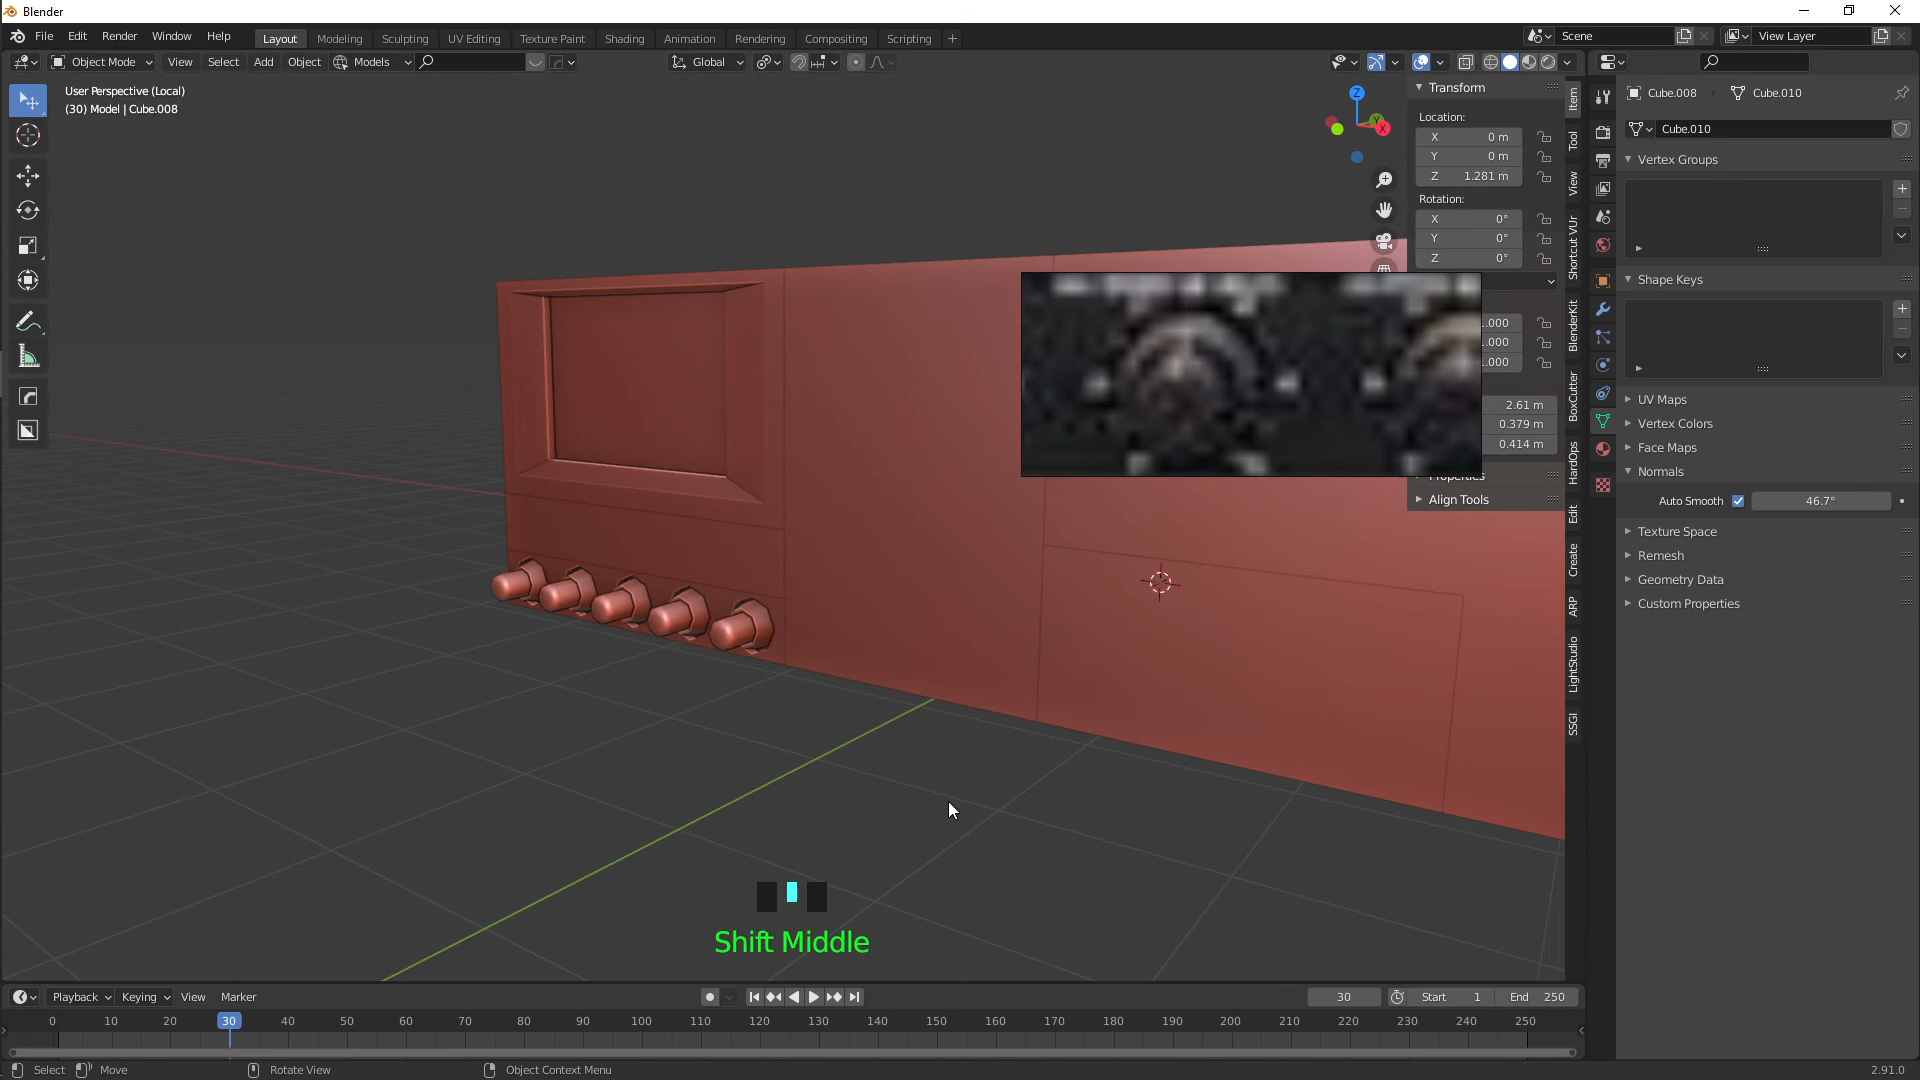 Blender
File Edit Render Window Help
Layout Modeling Sculpting UV Editing Texture Paint Shading Animation Rendering Compositing Scripting +
Scene
View Layer
Object Mode View Select Add Object Models
Global
User Perspective (Local)
(30) Model | Cube.008
Z
Y
X
Transform
Location:
X 0 m
Y 0 m
Z 1.281 m
Rotation:
X 0°
Y 0°
Z 0°
.000
.000
.000
2.61 m
0.379 m
0.414 m
Align Tools
Item
Tool
View
Shortcut VUr
BlenderKit
BoxCutter
HardOps
Edit
Create
ARP
LightStudio
SSGI
Cube.008 Cube.010
Cube.010
Vertex Groups
Shape Keys
UV Maps
Vertex Colors
Face Maps
Normals
Auto Smooth 46.7°
Texture Space
Remesh
Geometry Data
Custom Properties
Shift Middle
Playback Keying View Marker
30
Start 1
End 250
0 10 20 30 40 50 60 70 80 90 100 110 120 130 140 150 160 170 180 190 200 210 220 230 240 250
Select Move Rotate View Object Context Menu 2.91.0